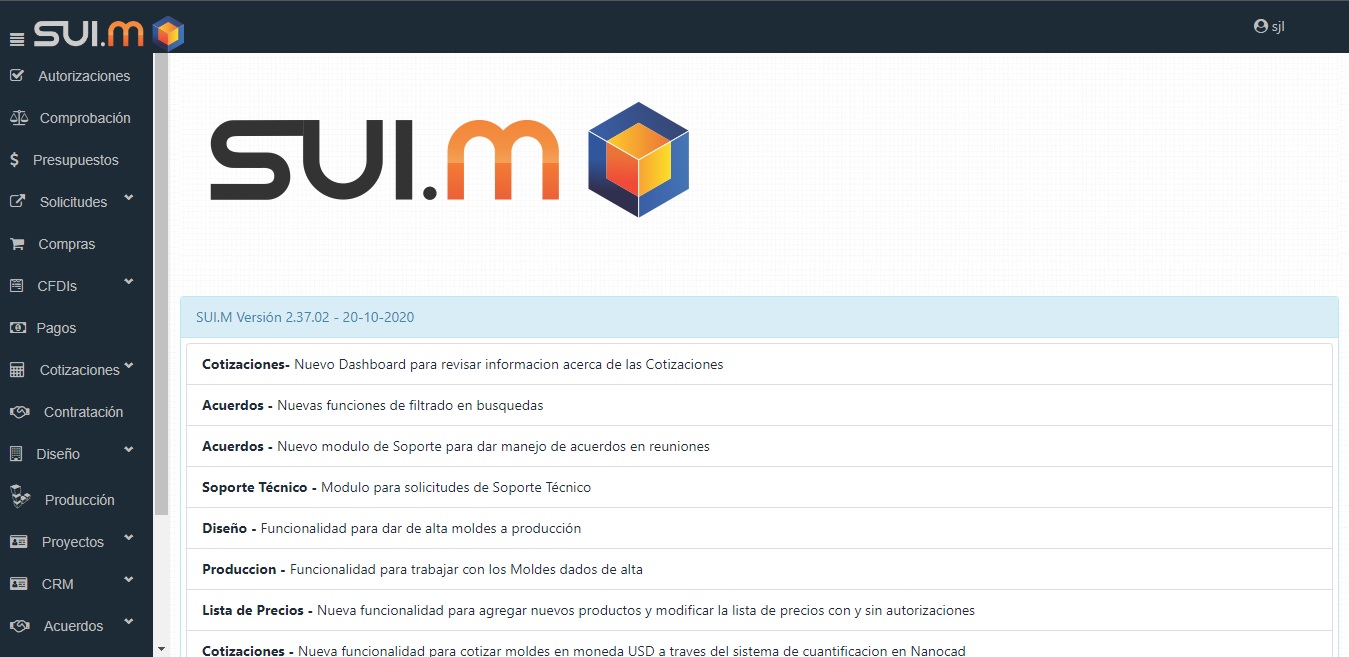 SUI.M
sjl
Autorizaciones
Comprobación
Presupuestos
Solicitudes
Compras
CFDIs
Pagos
Cotizaciones
Contratación
Diseño
Producción
Proyectos
CRM
Acuerdos
SUI.m
SUI.M Versión 2.37.02 - 20-10-2020
Cotizaciones- Nuevo Dashboard para revisar informacion acerca de las Cotizaciones
Acuerdos - Nuevas funciones de filtrado en busquedas
Acuerdos - Nuevo modulo de Soporte para dar manejo de acuerdos en reuniones
Soporte Técnico - Modulo para solicitudes de Soporte Técnico
Diseño - Funcionalidad para dar de alta moldes a producción
Produccion - Funcionalidad para trabajar con los Moldes dados de alta
Lista de Precios - Nueva funcionalidad para agregar nuevos productos y modificar la lista de precios con y sin autorizaciones
Cotizaciones - Nueva funcionalidad para cotizar moldes en moneda USD a traves del sistema de cuantificacion en Nanocad